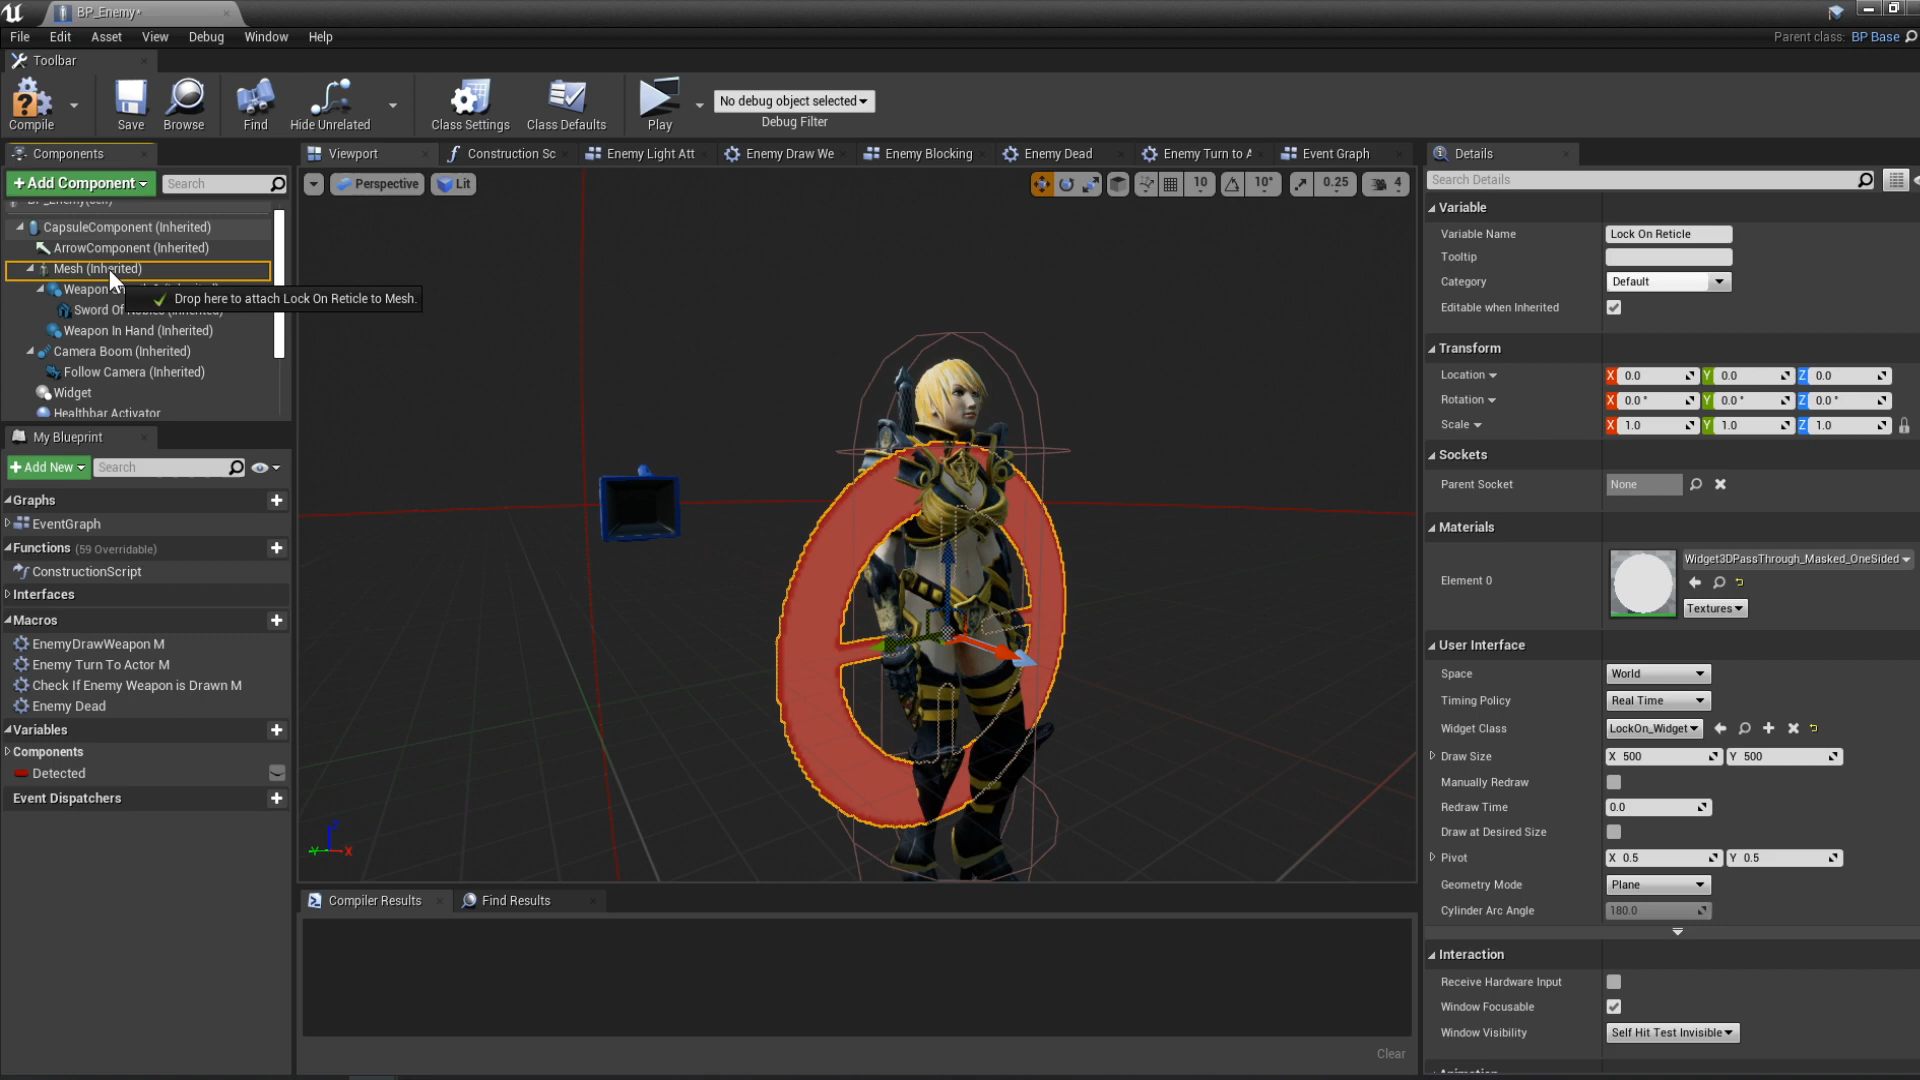 BP_Enemy*
File Edit Asset View Debug Window Help
Parent class: BP Base
Toolbar
Compile
Save
Browse
Find
Hide Unrelated
Class Settings
Class Defaults
Play
No debug object selected
Debug Filter
Components
+Add Component
Search
CapsuleComponent (Inherited)
ArrowComponent (Inherited)
Mesh (Inherited)
Weapon
Drop here to attach Lock On Reticle to Mesh.
Sword Of
Weapon In Hand (Inherited)
Camera Boom (Inherited)
Follow Camera (Inherited)
Widget
Healthbar Activator
My Blueprint
+Add New
Search
Graphs
EventGraph
Functions (59 Overridable)
ConstructionScript
Interfaces
Macros
EnemyDrawWeapon M
Enemy Turn To Actor M
Check If Enemy Weapon is Drawn M
Enemy Dead
Variables
Components
Detected
Event Dispatchers
Viewport
Construction Sc
Enemy Light Att
Enemy Draw We
Enemy Blocking
Enemy Dead
Enemy Turn to A
Event Graph
Perspective
Lit
10
10°
0.25
4
Z
Y
X
Compiler Results
Find Results
Clear
Details
Search Details
Variable
Variable Name Lock On Reticle
Tooltip
Category Default
Editable when Inherited
Transform
Location X 0.0 Y 0.0 Z 0.0
Rotation X 0.0 ° Y 0.0 ° Z 0.0 °
Scale X 1.0 Y 1.0 Z 1.0
Sockets
Parent Socket None
Materials
Element 0
Widget3DPassThrough_Masked_OneSided
Textures
User Interface
Space World
Timing Policy Real Time
Widget Class LockOn_Widget
Draw Size X 500 Y 500
Manually Redraw
Redraw Time 0.0
Draw at Desired Size
Pivot X 0.5 Y 0.5
Geometry Mode Plane
Cylinder Arc Angle 180.0
Interaction
Receive Hardware Input
Window Focusable
Window Visibility Self Hit Test Invisible